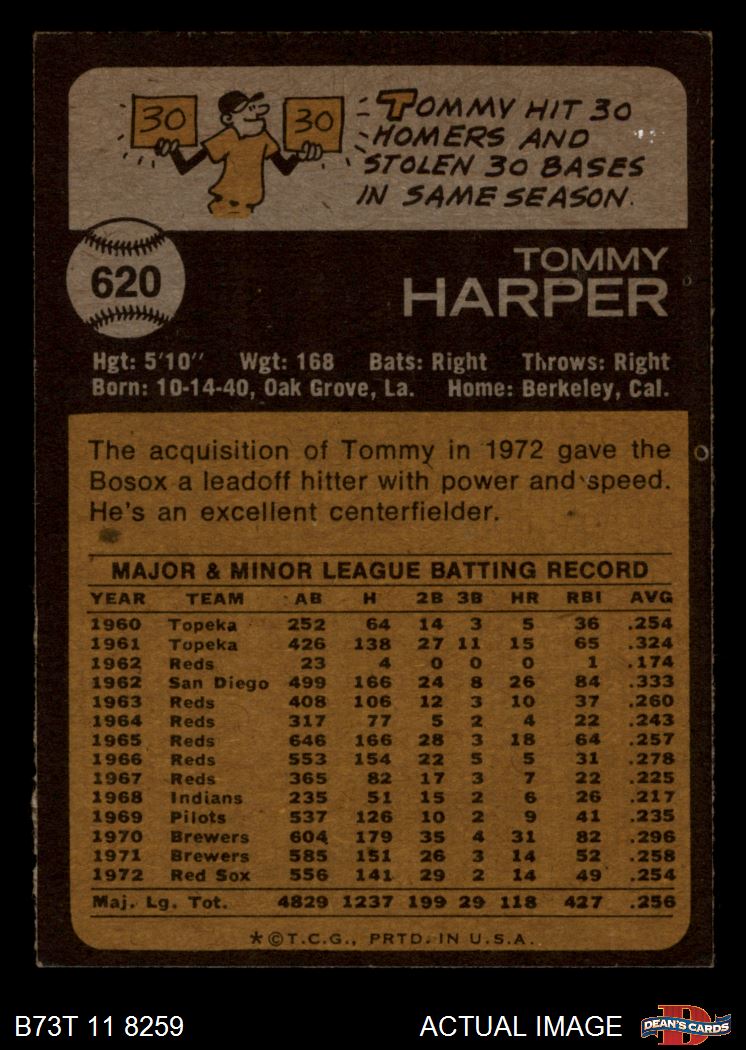 30
30
TOMMY HIT 30
HOMERS AND
STOLEN 30 BASES
IN SAME SEASON.
620
TOMMY
HARPER
Hgt: 5'10" Wgt: 168 Bats: Right Throws: Right
Born: 10-14-40, Oak Grove, La. Home: Berkeley, Cal.
The acquisition of Tommy in 1972 gave the
Bosox a leadoff hitter with power and speed.
He's an excellent centerfielder.
MAJOR & MINOR LEAGUE BATTING RECORD
YEAR TEAM AB H 2B 3B HR RBI AVG
1960 Topeka 252 64 14 3 5 36 .254
1961 Topeka 426 138 27 11 15 65 .324
1962 Reds 23 4 0 0 0 1 .174
1962 San Diego 499 166 24 8 26 84 .333
1963 Reds 408 106 12 3 10 37 .260
1964 Reds 317 77 5 2 4 22 .243
1965 Reds 646 166 28 3 18 64 .257
1966 Reds 553 154 22 5 5 31 .278
1967 Reds 365 82 17 3 7 22 .225
1968 Indians 235 51 15 2 6 26 .217
1969 Pilots 537 126 10 2 9 41 .235
1970 Brewers 604 179 35 4 31 82 .296
1971 Brewers 585 151 26 3 14 52 .258
1972 Red Sox 556 141 29 2 14 49 .254
Maj. Lg. Tot. 4829 1237 199 29 118 427 .256
*©T.C.G., PRTD. IN U.S.A.
B73T 11 8259 ACTUAL IMAGE
D
DEAN'S CARDS